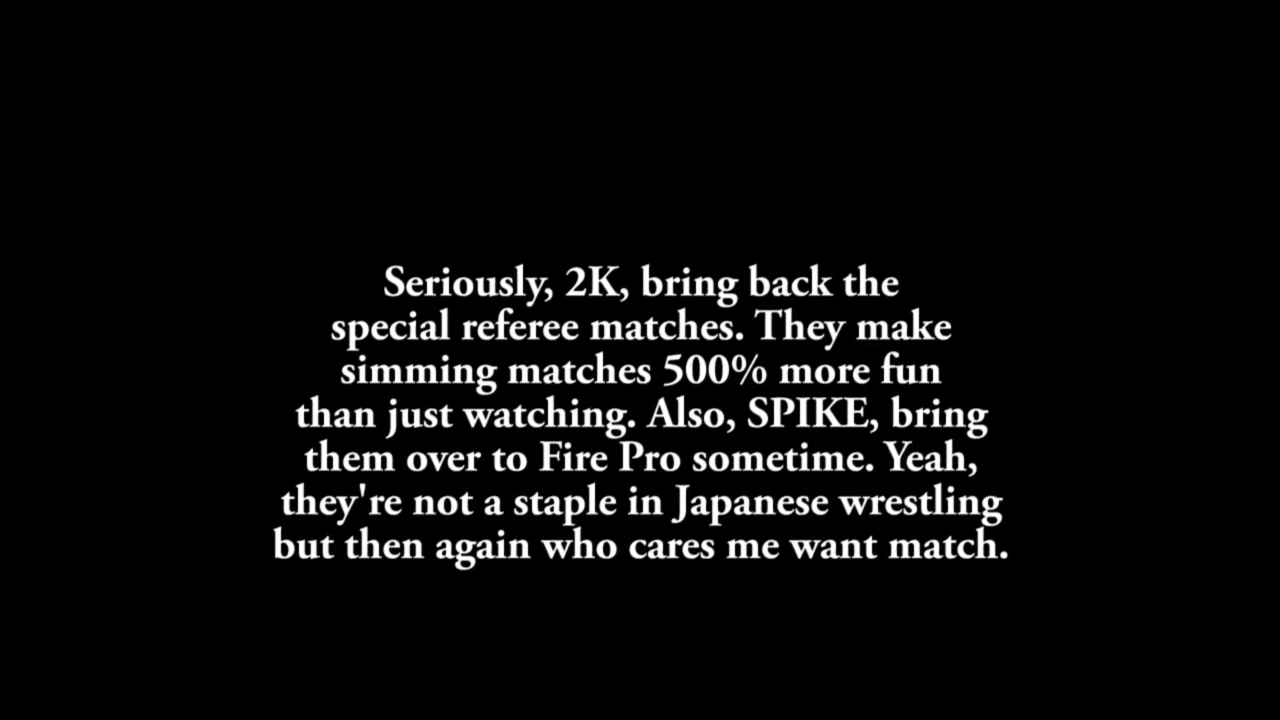 Seriously, 2K, bring back the
special referee matches. They make
simming matches 500% more fun
than just watching. Also, SPIKE, bring
them over to Fire Pro sometime. Yeah,
they're not a staple in Japanese wrestling
but then again who cares me want match.